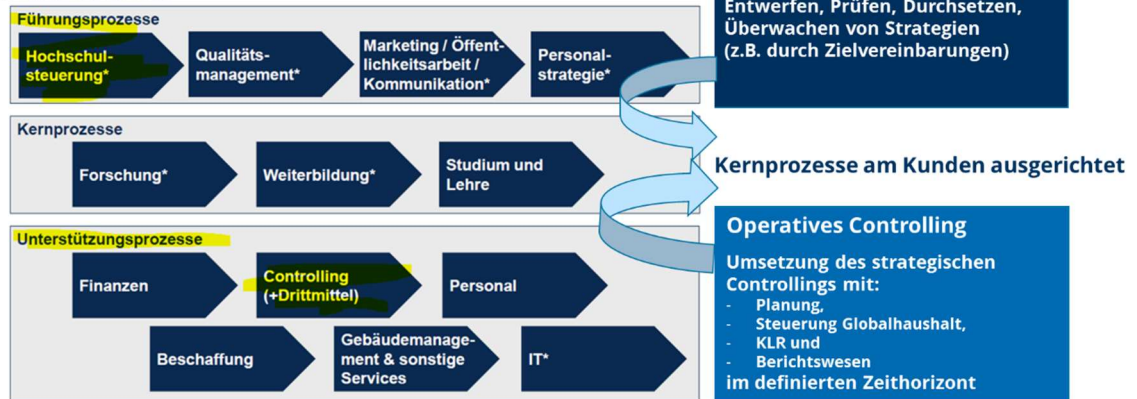 Führungsprozesse
Hochschul-
steuerung*
Qualitäts-
management*
Marketing / Öffent-
lichkeitsarbeit /
Kommunikation*
Personal-
strategie*
Entwerfen, Prüfen, Durchsetzen,
Überwachen von Strategien
(z.B. durch Zielvereinbarungen)
Kernprozesse
Forschung*
Weiterbildung*
Studium und
Lehre
Kernprozesse am Kunden ausgerichtet
Unterstützungsprozesse
Finanzen
Controlling
(+Drittmittel)
Personal
Beschaffung
Gebäudemanage-
ment & sonstige
Services
IT*
Operatives Controlling
Umsetzung des strategischen
Controllings mit:
- Planung,
- Steuerung Globalhaushalt,
- KLR und
- Berichtswesen
im definierten Zeithorizont